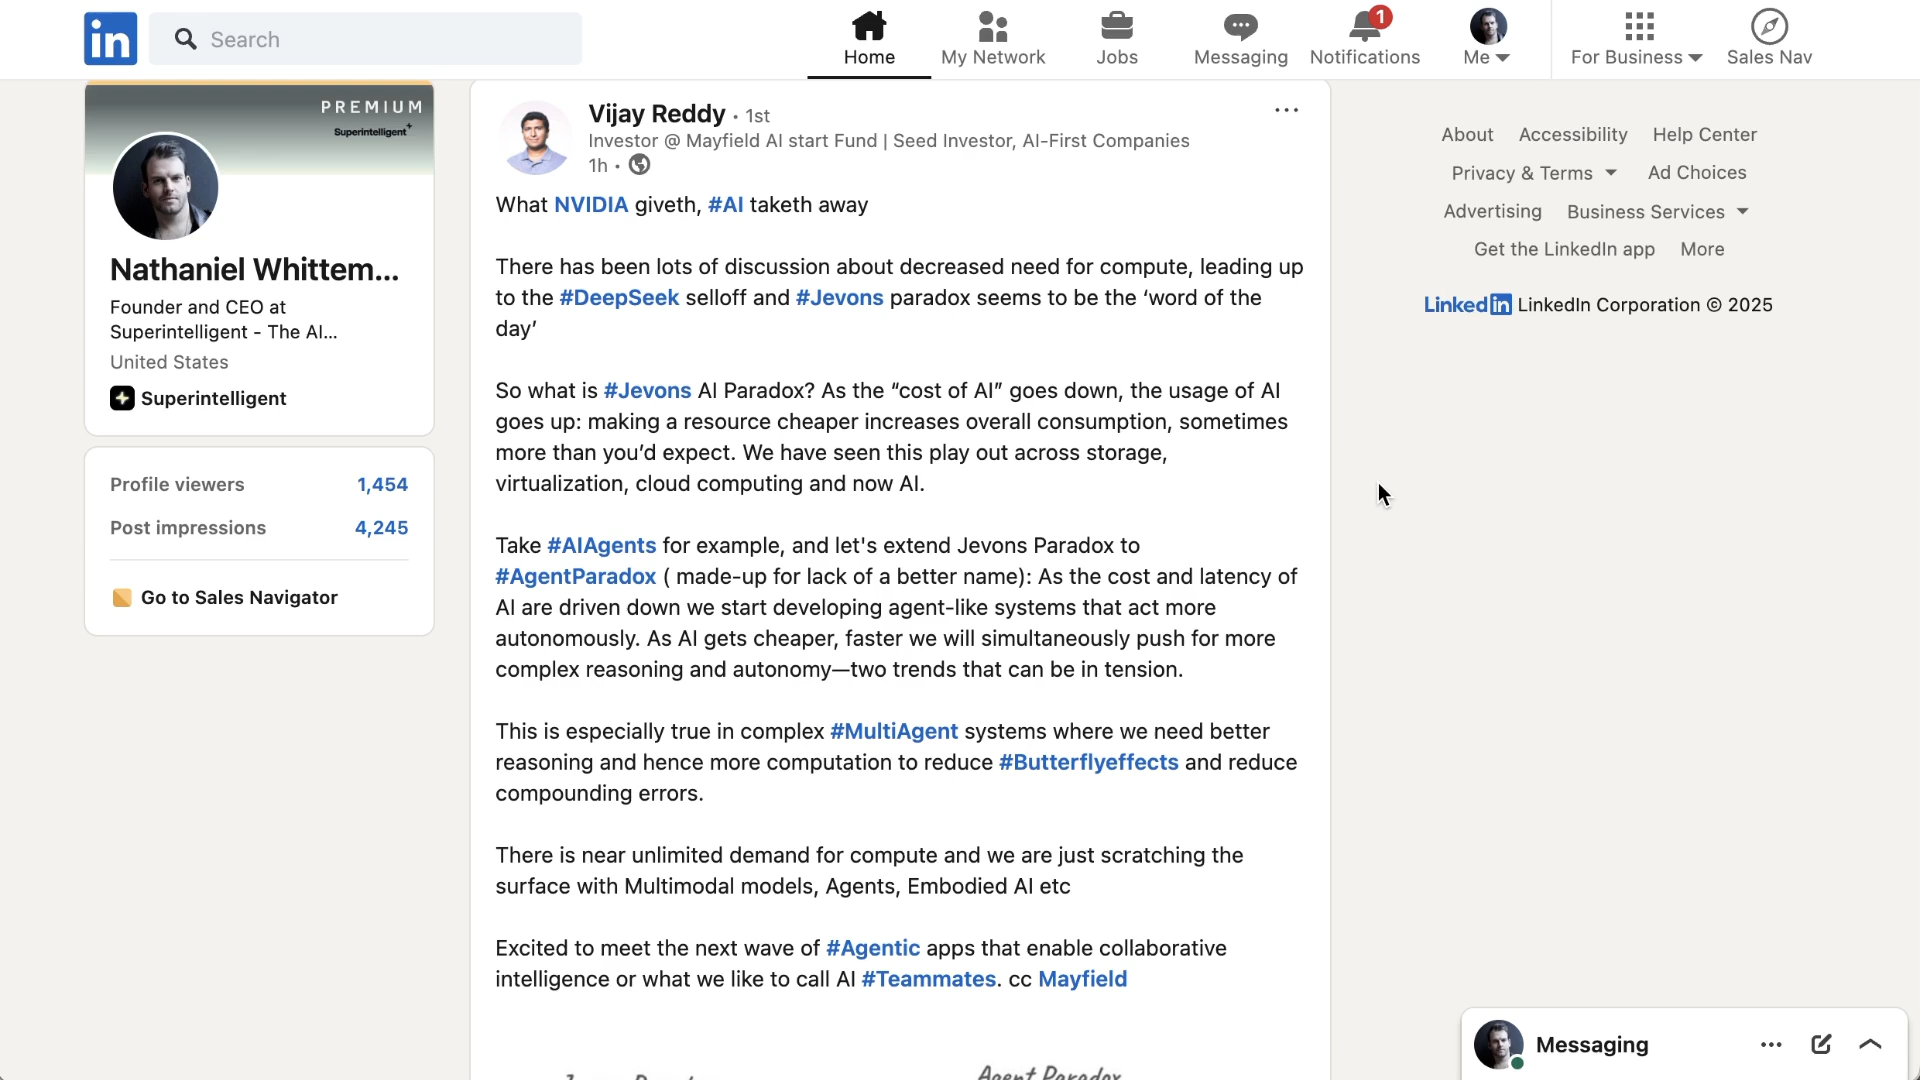 in
Search
Home
My Network
Jobs
Messaging
1
Notifications
Me
For Business
Sales Nav
PREMIUM
Superintelligent
Nathaniel Whittem...
Founder and CEO at
Superintelligent - The AI...
United States
Superintelligent
Profile viewers 1,454
Post impressions 4,245
Go to Sales Navigator
Vijay Reddy · 1st
Investor @ Mayfield AI start Fund | Seed Investor, AI-First Companies
1h ·
What NVIDIA giveth, #AI taketh away
There has been lots of discussion about decreased need for compute, leading up
to the #DeepSeek selloff and #Jevons paradox seems to be the ‘word of the
day’
So what is #Jevons AI Paradox? As the “cost of AI” goes down, the usage of AI
goes up: making a resource cheaper increases overall consumption, sometimes
more than you’d expect. We have seen this play out across storage,
virtualization, cloud computing and now AI.
Take #AIAgents for example, and let's extend Jevons Paradox to
#AgentParadox ( made-up for lack of a better name): As the cost and latency of
AI are driven down we start developing agent-like systems that act more
autonomously. As AI gets cheaper, faster we will simultaneously push for more
complex reasoning and autonomy—two trends that can be in tension.
This is especially true in complex #MultiAgent systems where we need better
reasoning and hence more computation to reduce #Butterflyeffects and reduce
compounding errors.
There is near unlimited demand for compute and we are just scratching the
surface with Multimodal models, Agents, Embodied AI etc
Excited to meet the next wave of #Agentic apps that enable collaborative
intelligence or what we like to call AI #Teammates. cc Mayfield
Agent Paradox
About Accessibility Help Center
Privacy & Terms Ad Choices
Advertising Business Services
Get the LinkedIn app More
LinkedIn LinkedIn Corporation © 2025
Messaging